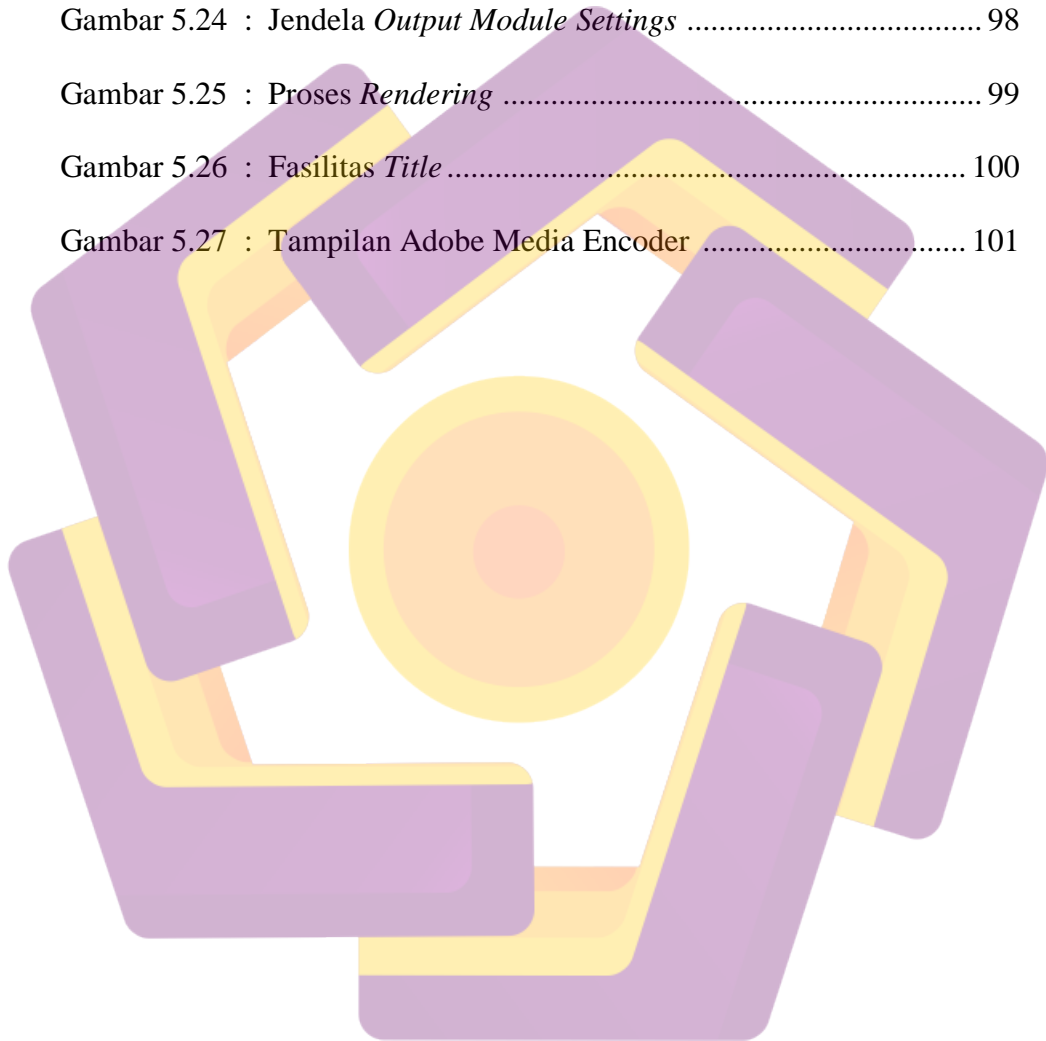 Gambar 5.24 : Jendela Output Module Settings .................................. 98
Gambar 5.25 : Proses Rendering ........................................................ 99
Gambar 5.26 : Fasilitas Title ............................................................. 100
Gambar 5.27 : Tampilan Adobe Media Encoder ............................... 101